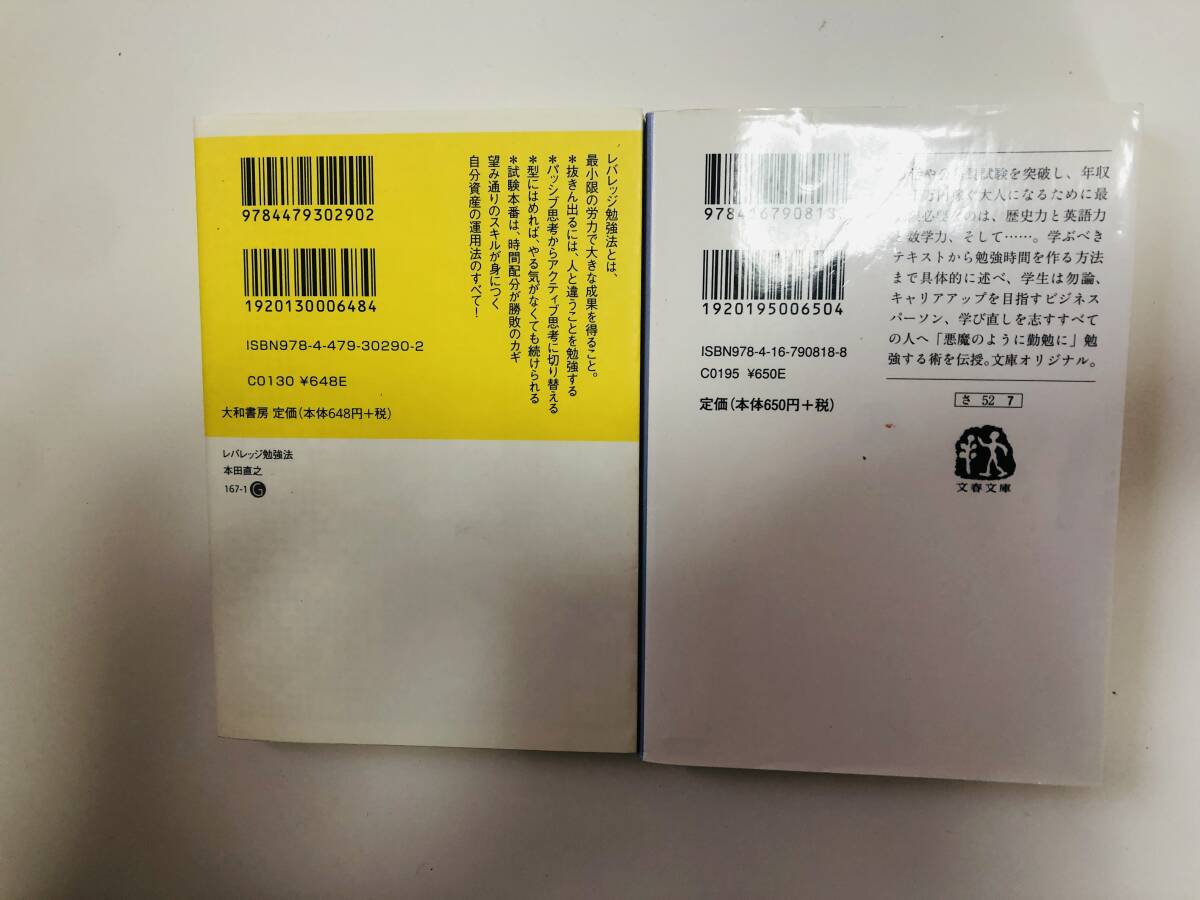 9784479302902
1920130006484
ISBN978-4-479-30290-2
C0130 ¥648E
大和書房 定価(本体648円+税)
レバレッジ勉強法
本田直之
167-1 G
レバレッジ勉強法とは、
最小限の労力で大きな成果を得ること。
*抜きん出るには、人と違うことを勉強する
*パッシブ思考からアクティブ思考に切り替える
*型にはめれば、やる気がなくても続けられる
*試験本番は、時間配分が勝敗のカギ
望み通りのスキルが身につく
自分資産の運用法のすべて!
1920195006504
ISBN978-4-16-790818-8
C0195 ¥650E
定価(本体650円+税)
試験を突破し、年収
大人になるために最
のは、歴史力と英語力
数学力、そして……。学ぶべき
テキストから勉強時間を作る方法
まで具体的に述べ、学生は勿論、
キャリアアップを目指すビジネス
パーソン、学び直しを志すすべて
の人へ「悪魔のように勤勉に」勉
強する術を伝授。文庫オリジナル。
さ 52 7
文春文庫